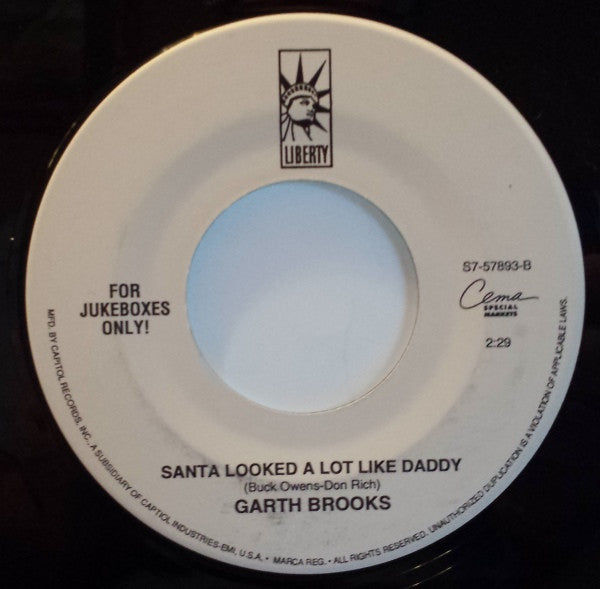 LIBERTY
FOR
JUKEBOXES
ONLY!
S7-57893-B
Cema
SPECIAL
MARKETS
2:29
SANTA LOOKED A LOT LIKE DADDY
(Buck Owens-Don Rich)
GARTH BROOKS
MFD. BY CAPITOL RECORDS, INC., A SUBSIDIARY OF CAPTIOL INDUSTRIES-EMI, U.S.A. • MARCA REG. • ALL RIGHTS RESERVED. UNAUTHORIZED DUPLICATION IS A VIOLATION OF APPLICABLE LAWS.